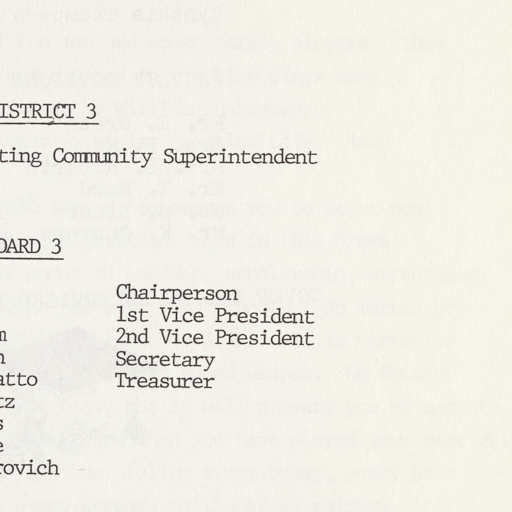 ISTRICT 3
ting Community Superintendent
OARD 3
Chairperson
1st Vice President
m 2nd Vice President
n Secretary
atto Treasurer
tz
s
e
rovich